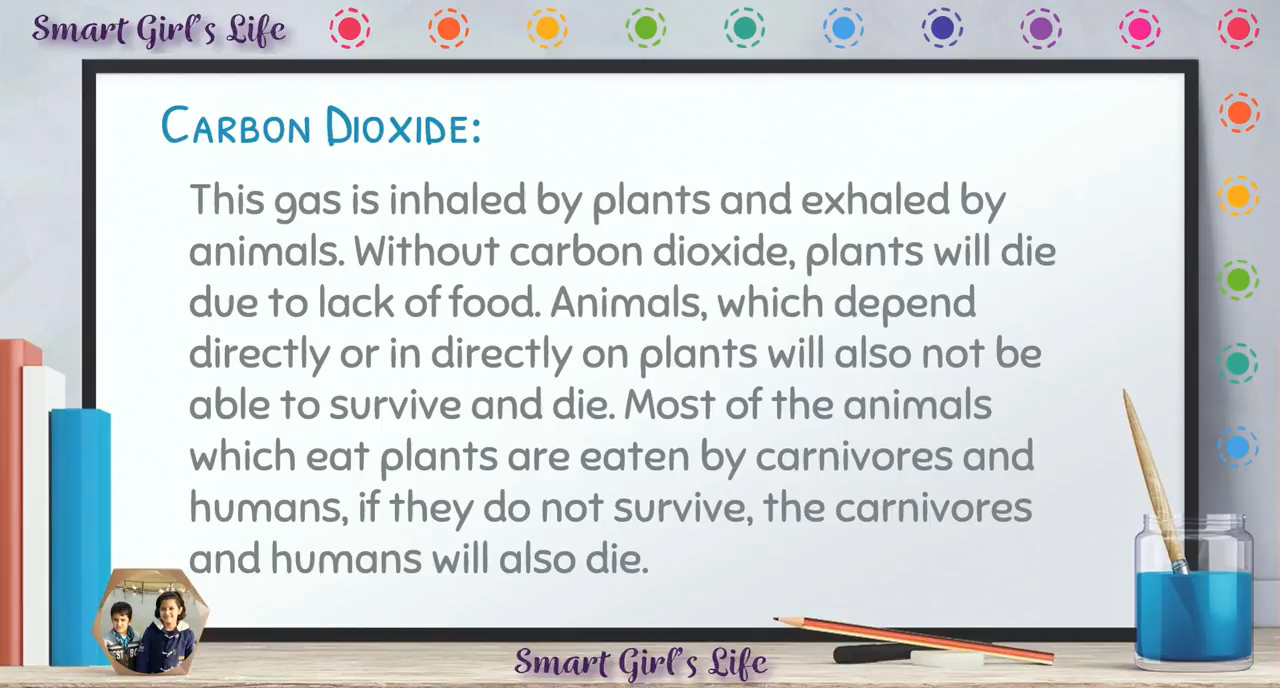 Smart Girl's Life
Carbon Dioxide:
This gas is inhaled by plants and exhaled by
animals. Without carbon dioxide, plants will die
due to lack of food. Animals, which depend
directly or in directly on plants will also not be
able to survive and die. Most of the animals
which eat plants are eaten by carnivores and
humans, if they do not survive, the carnivores
and humans will also die.
Smart Girl's Life